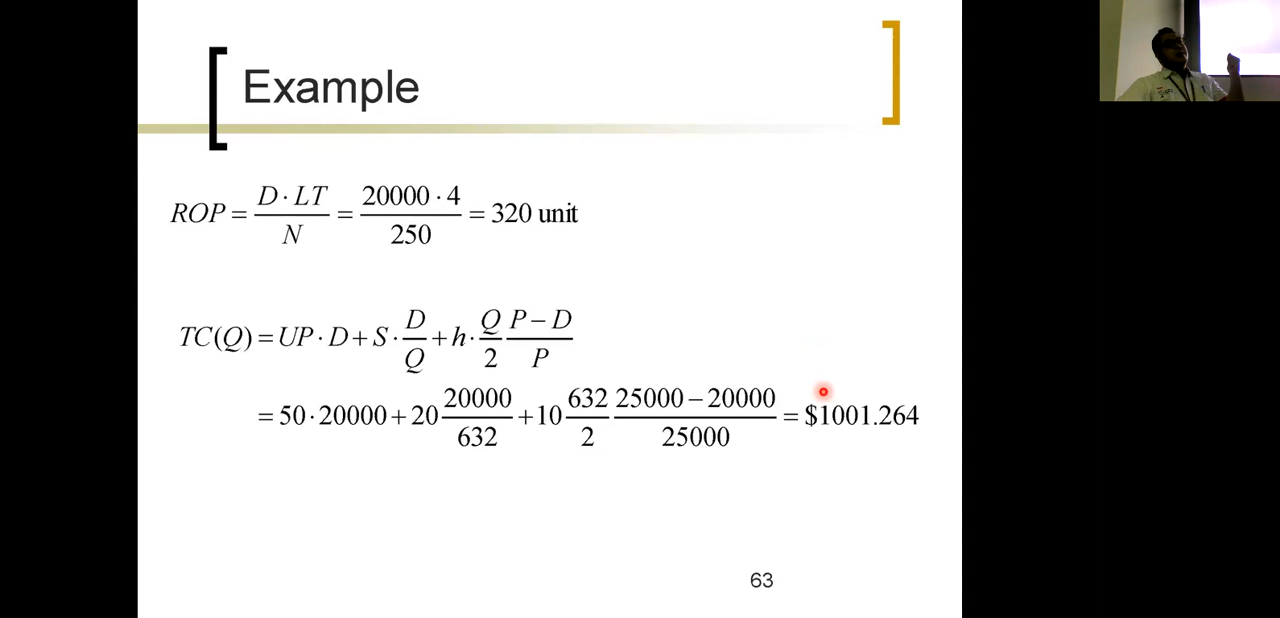 Example
ROP = D · LT / N = 20000 · 4 / 250 = 320 unit
TC(Q) = UP · D + S · D / Q + h · Q / 2 P − D / P
= 50 · 20000 + 20 20000 / 632 + 10 632 / 2 25000 − 20000 / 25000 = $1001.264
63